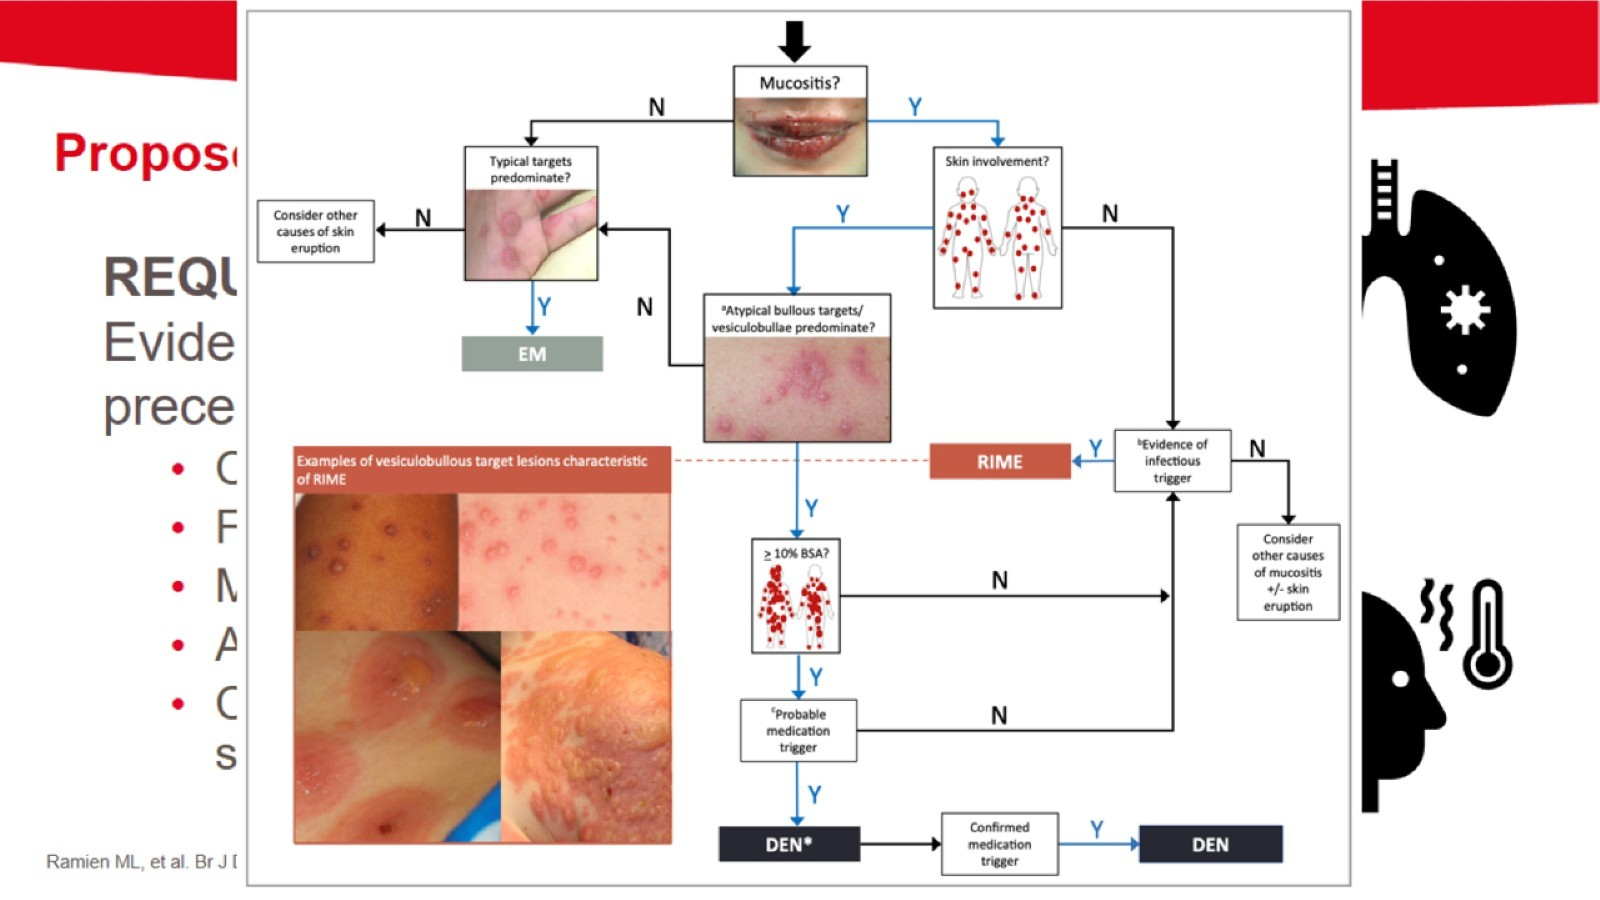 Mucositis?
N
Y
Typical targets
predominate?
Skin involvement?
Consider other
causes of skin
eruption
N
Y
N
Y
N
EM
ᵃAtypical bullous targets/
vesiculobullae predominate?
Examples of vesiculobullous target lesions characteristic
of RIME
RIME
Y
ᵇEvidence of
infectious
trigger
N
Y
≥ 10% BSA?
N
Consider
other causes
of mucositis
+/- skin
eruption
Y
ᶜProbable
medication
trigger
N
Y
DEN*
Confirmed
medication
trigger
Y
DEN
Evide
prece
Ramien ML, et al. Br J